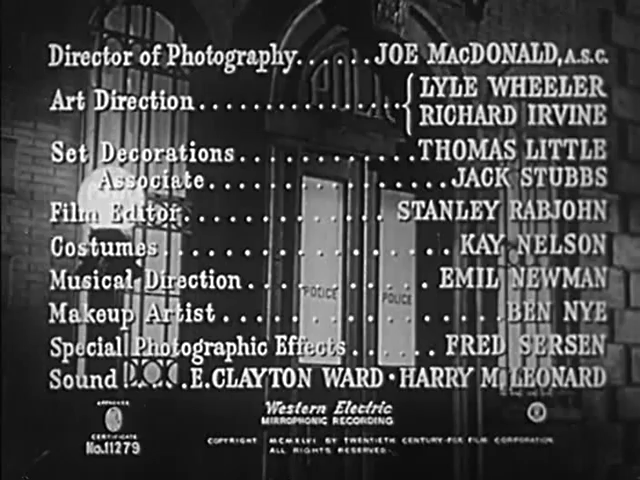 Director of Photography......JOE MacDONALD, A.S.C.
Art Direction................{LYLE WHEELER
RICHARD IRVINE
Set Decorations............THOMAS LITTLE
Associate................JACK STUBBS
Film Editor.............STANLEY RABJOHN
Costumes..................KAY NELSON
Musical Direction...........EMIL NEWMAN
Makeup Artist................BEN NYE
Special Photographic Effects......FRED SERSEN
Sound.....E. CLAYTON WARD · HARRY M. LEONARD
POLICE POLICE
APPROVED
CERTIFICATE
No. 11279
Western Electric
MIRROPHONIC RECORDING
COPYRIGHT MCMXLVI BY TWENTIETH CENTURY-FOX FILM CORPORATION
ALL RIGHTS RESERVED